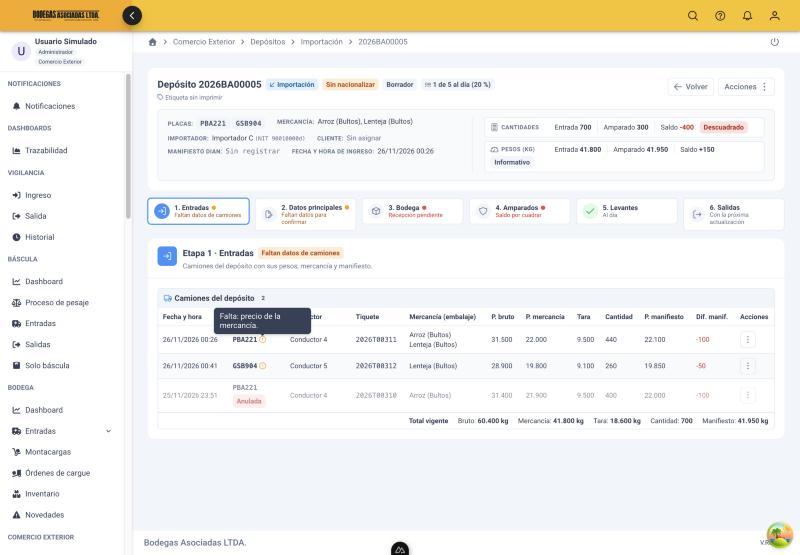 BODEGAS ASOCIADAS LTDA.
U
Usuario Simulado
Administrador
Comercio Exterior
NOTIFICACIONES
Notificaciones
DASHBOARDS
Trazabilidad
VIGILANCIA
Ingreso
Salida
Historial
BÁSCULA
Dashboard
Proceso de pesaje
Entradas
Salidas
Solo báscula
BODEGA
Dashboard
Entradas
Montacargas
Órdenes de cargue
Inventario
Novedades
COMERCIO EXTERIOR
Comercio Exterior > Depósitos > Importación > 2026BA00005
Depósito 2026BA00005 Importación Sin nacionalizar Borrador 1 de 5 al día (20 %)
Etiqueta sin imprimir
Volver
Acciones
PLACAS: PBA221 GSB904 MERCANCÍA: Arroz (Bultos), Lenteja (Bultos)
IMPORTADOR: Importador C (NIT 90010000d) CLIENTE: Sin asignar
MANIFIESTO DIAN: Sin registrar FECHA Y HORA DE INGRESO: 26/11/2026 00:26
CANTIDADES Entrada 700 Amparado 300 Saldo -400 Descuadrado
PESOS (KG) Entrada 41.800 Amparado 41.950 Saldo +150
Informativo
1. Entradas
Faltan datos de camiones
2. Datos principales
Faltan datos para
confirmar
3. Bodega
Recepción pendiente
4. Amparados
Saldo por cuadrar
5. Levantes
Al día
6. Salidas
Con la próxima
actualización
Etapa 1 · Entradas Faltan datos de camiones
Camiones del depósito con sus pesos, mercancía y manifiesto.
Camiones del depósito 2
Falta: precio de la
mercancía.
Fecha y hora Tiquete Mercancía (embalaje) P. bruto P. mercancía Tara Cantidad P. manifiesto Dif. manif. Acciones
26/11/2026 00:26 PBA221 Conductor 4 2026T00311 Arroz (Bultos) 31.500 22.000 9.500 440 22.100 -100
Lenteja (Bultos)
26/11/2026 00:41 GSB904 Conductor 5 2026T00312 Lenteja (Bultos) 28.900 19.800 9.100 260 19.850 -50
25/11/2026 23:51 PBA221 Conductor 4 2026T00310 Arroz (Bultos) 31.400 21.900 9.500 400 22.000 -100
Anulada
Total vigente Bruto: 60.400 kg Mercancía: 41.800 kg Tara: 18.600 kg Cantidad: 700 Manifiesto: 41.950 kg
Bodegas Asociadas LTDA.